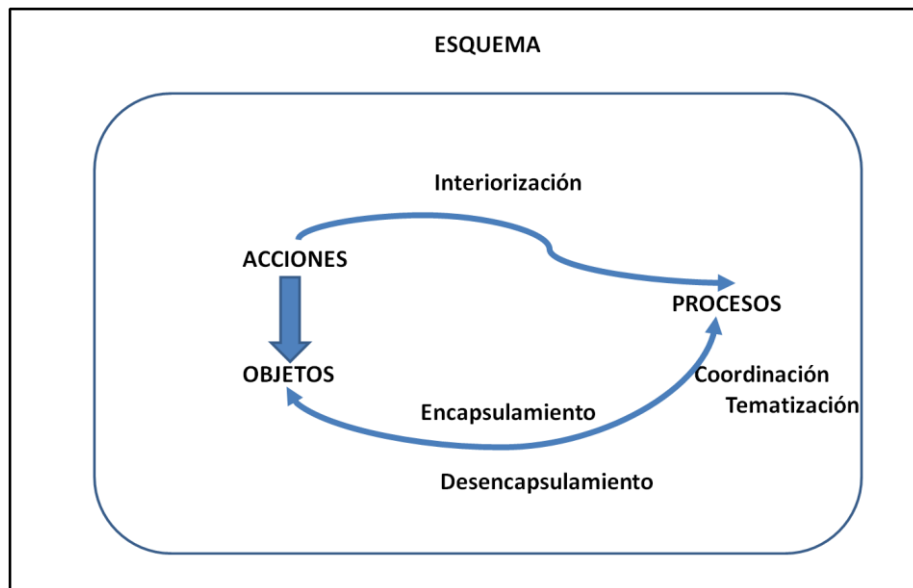 ESQUEMA
Interiorización
ACCIONES
PROCESOS
OBJETOS
Coordinación
Tematización
Encapsulamiento
Desencapsulamiento